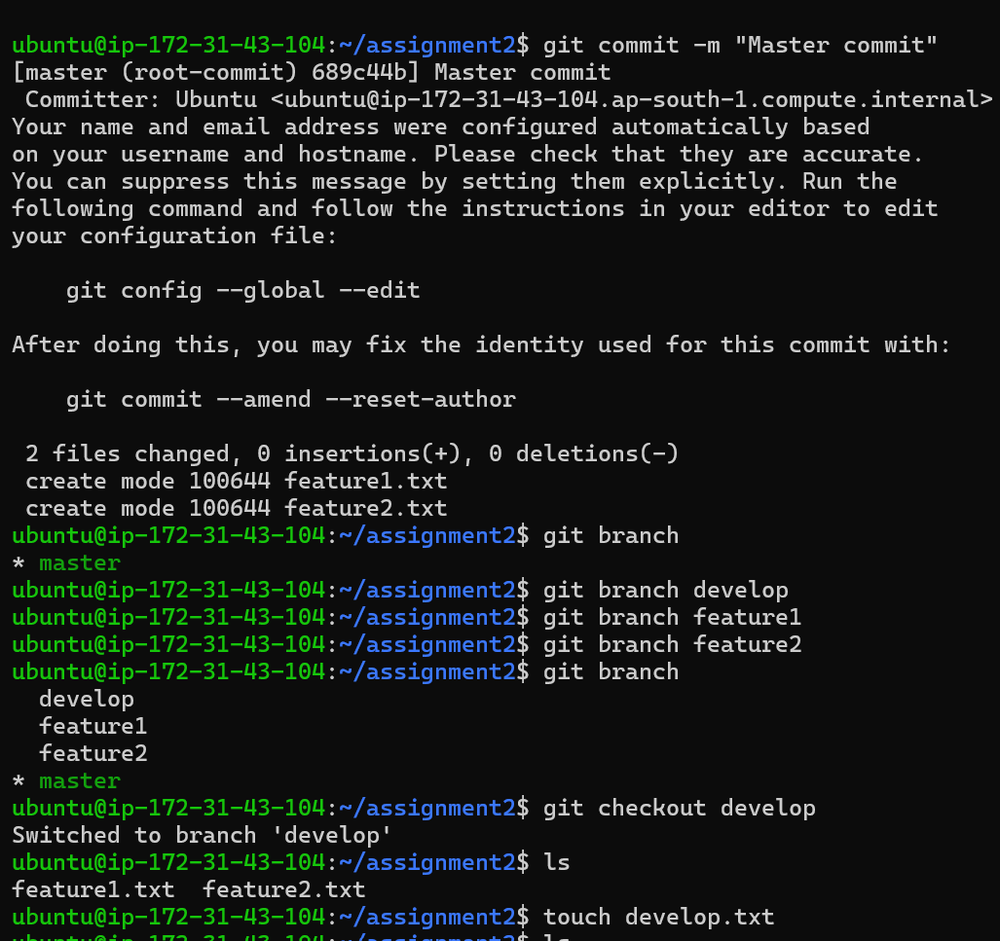 ubuntu@ip-172-31-43-104:~/assignment2$ git commit -m "Master commit"
[master (root-commit) 689c44b] Master commit
 Committer: Ubuntu <ubuntu@ip-172-31-43-104.ap-south-1.compute.internal>
Your name and email address were configured automatically based
on your username and hostname. Please check that they are accurate.
You can suppress this message by setting them explicitly. Run the
following command and follow the instructions in your editor to edit
your configuration file:

    git config --global --edit

After doing this, you may fix the identity used for this commit with:

    git commit --amend --reset-author

 2 files changed, 0 insertions(+), 0 deletions(-)
 create mode 100644 feature1.txt
 create mode 100644 feature2.txt
ubuntu@ip-172-31-43-104:~/assignment2$ git branch
* master
ubuntu@ip-172-31-43-104:~/assignment2$ git branch develop
ubuntu@ip-172-31-43-104:~/assignment2$ git branch feature1
ubuntu@ip-172-31-43-104:~/assignment2$ git branch feature2
ubuntu@ip-172-31-43-104:~/assignment2$ git branch
  develop
  feature1
  feature2
* master
ubuntu@ip-172-31-43-104:~/assignment2$ git checkout develop
Switched to branch 'develop'
ubuntu@ip-172-31-43-104:~/assignment2$ ls
feature1.txt  feature2.txt
ubuntu@ip-172-31-43-104:~/assignment2$ touch develop.txt
ubuntu@ip-172-31-43-104:~/assignment2$ ls